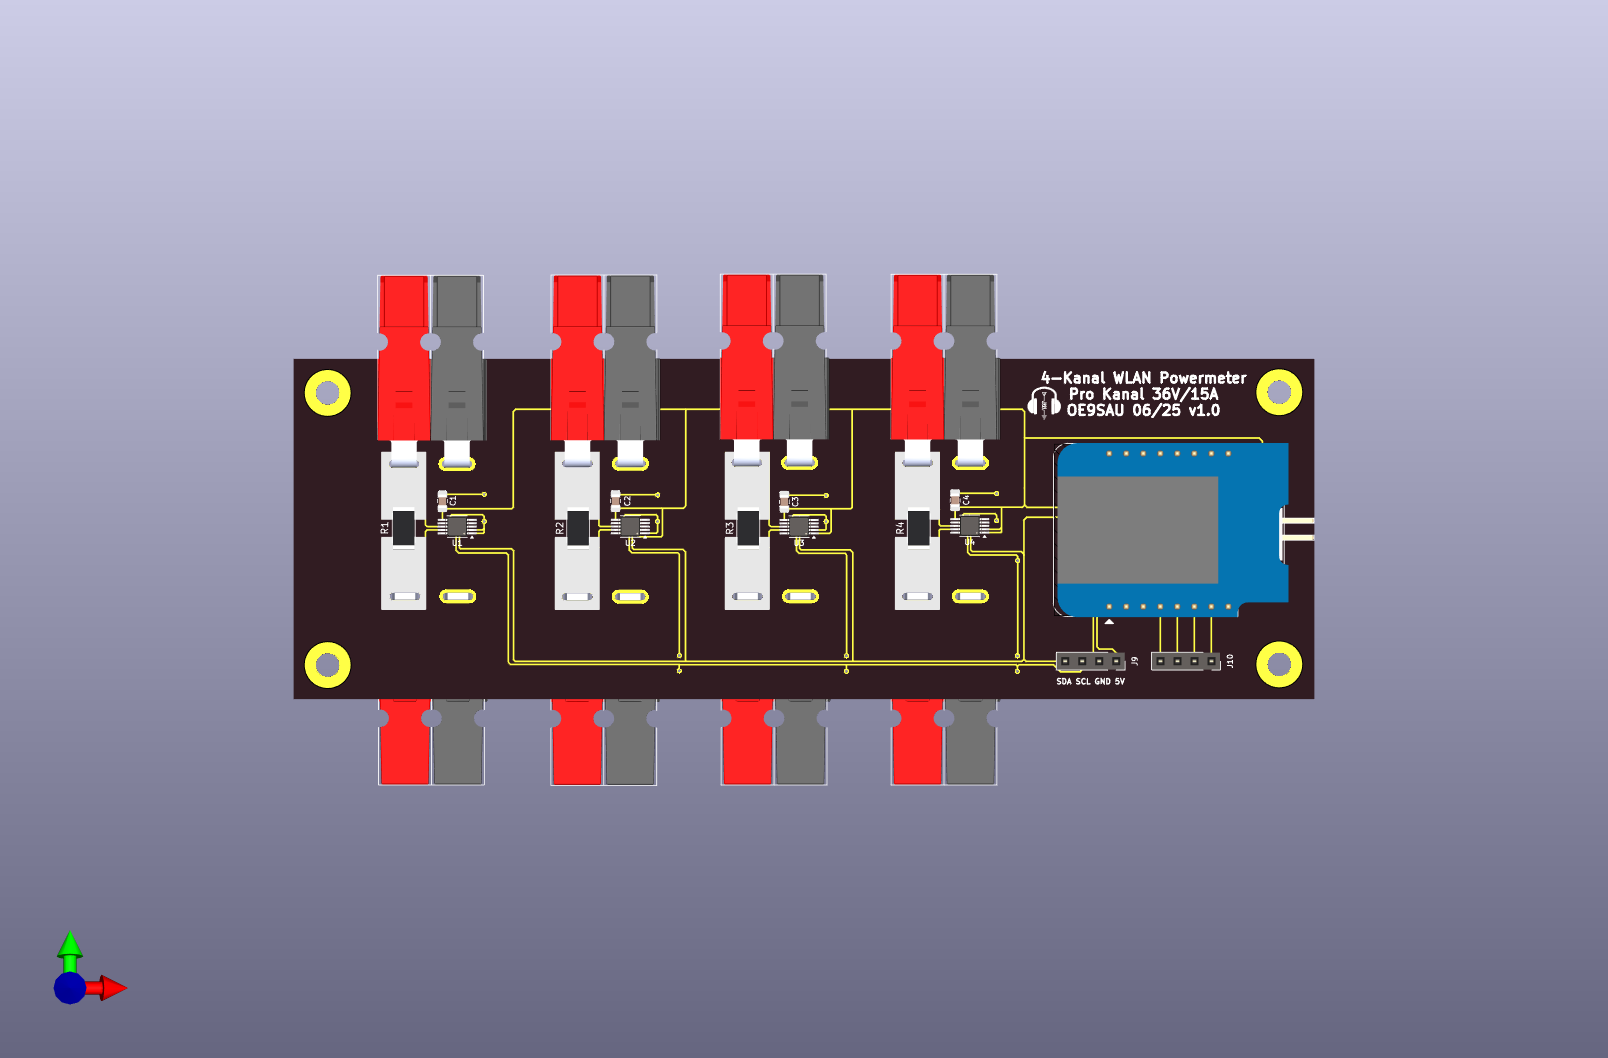 4-Kanal WLAN Powermeter
Pro Kanal 36V/15A
OE9SAU 06/25 v1.0
C1
C2
C3
C4
R1
R2
R3
R4
U4
J9
J10
SDA SCL GND 5V